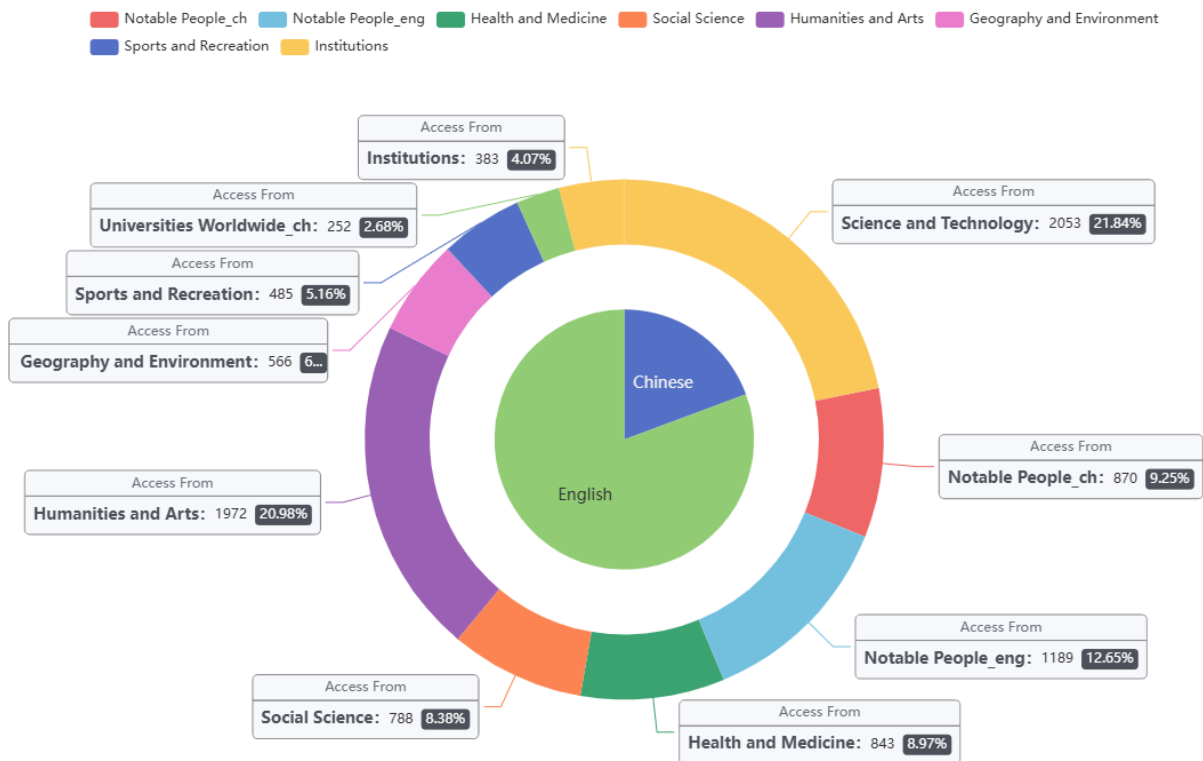 Notable People_ch Notable People_eng Health and Medicine Social Science Humanities and Arts Geography and Environment
Sports and Recreation Institutions
Access From
Institutions: 383 4.07%
Access From
Universities Worldwide_ch: 252 2.68%
Access From
Science and Technology: 2053 21.84%
Access From
Sports and Recreation: 485 5.16%
Access From
Geography and Environment: 566 6...
Chinese
English
Access From
Notable People_ch: 870 9.25%
Access From
Humanities and Arts: 1972 20.98%
Access From
Notable People_eng: 1189 12.65%
Access From
Social Science: 788 8.38%
Access From
Health and Medicine: 843 8.97%